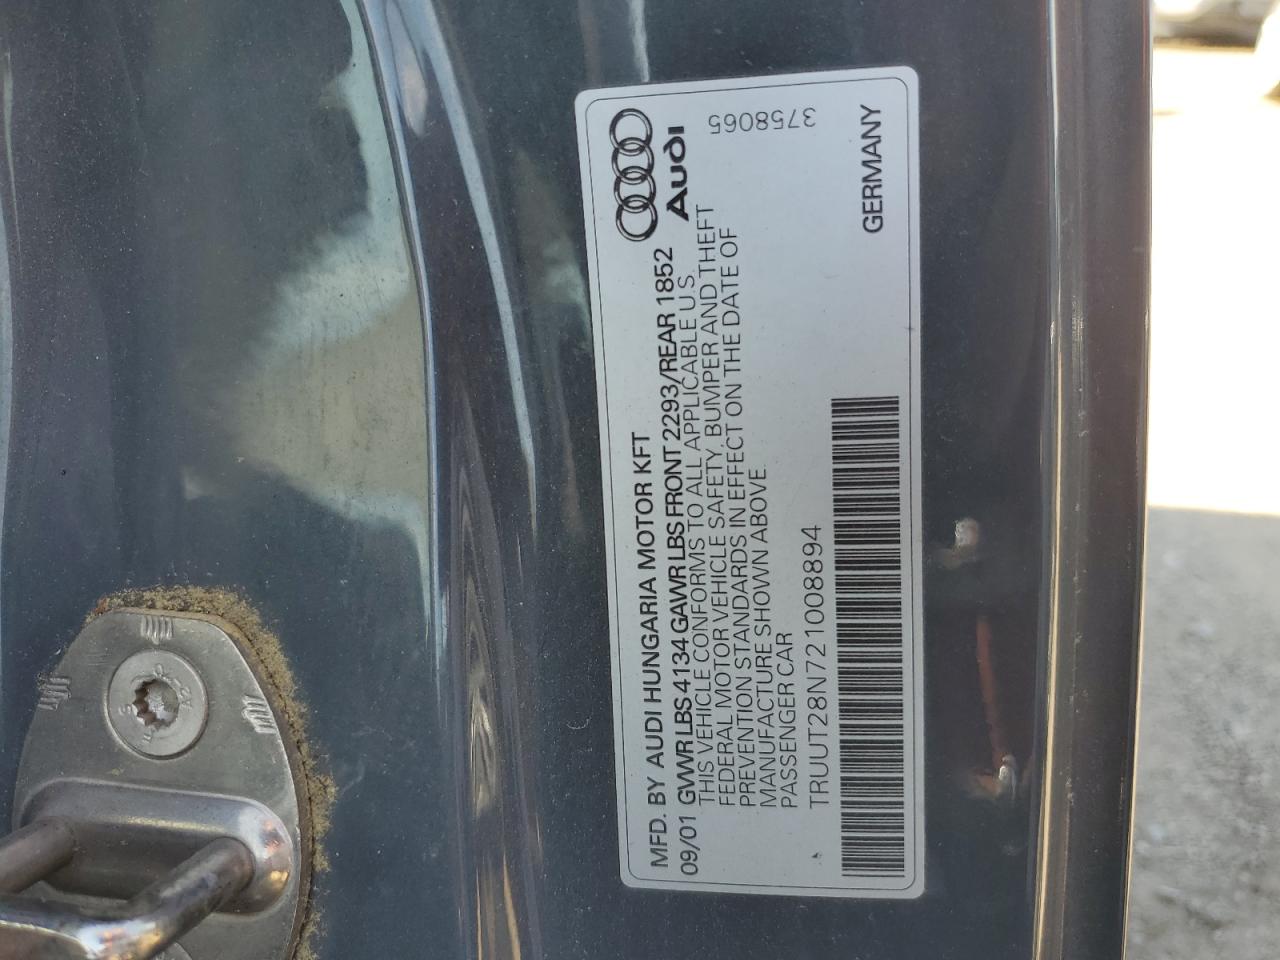 MFD. BY AUDI HUNGARIA MOTOR KFT
09/01 GVWR LBS 4134 GAWR LBS FRONT 2293/REAR 1852
THIS VEHICLE CONFORMS TO ALL APPLICABLE U.S.
FEDERAL MOTOR VEHICLE SAFETY, BUMPER AND THEFT
PREVENTION STANDARDS IN EFFECT ON THE DATE OF
MANUFACTURE SHOWN ABOVE
PASSENGER CAR
TRUUT28N721008894
Audi
3758065
GERMANY